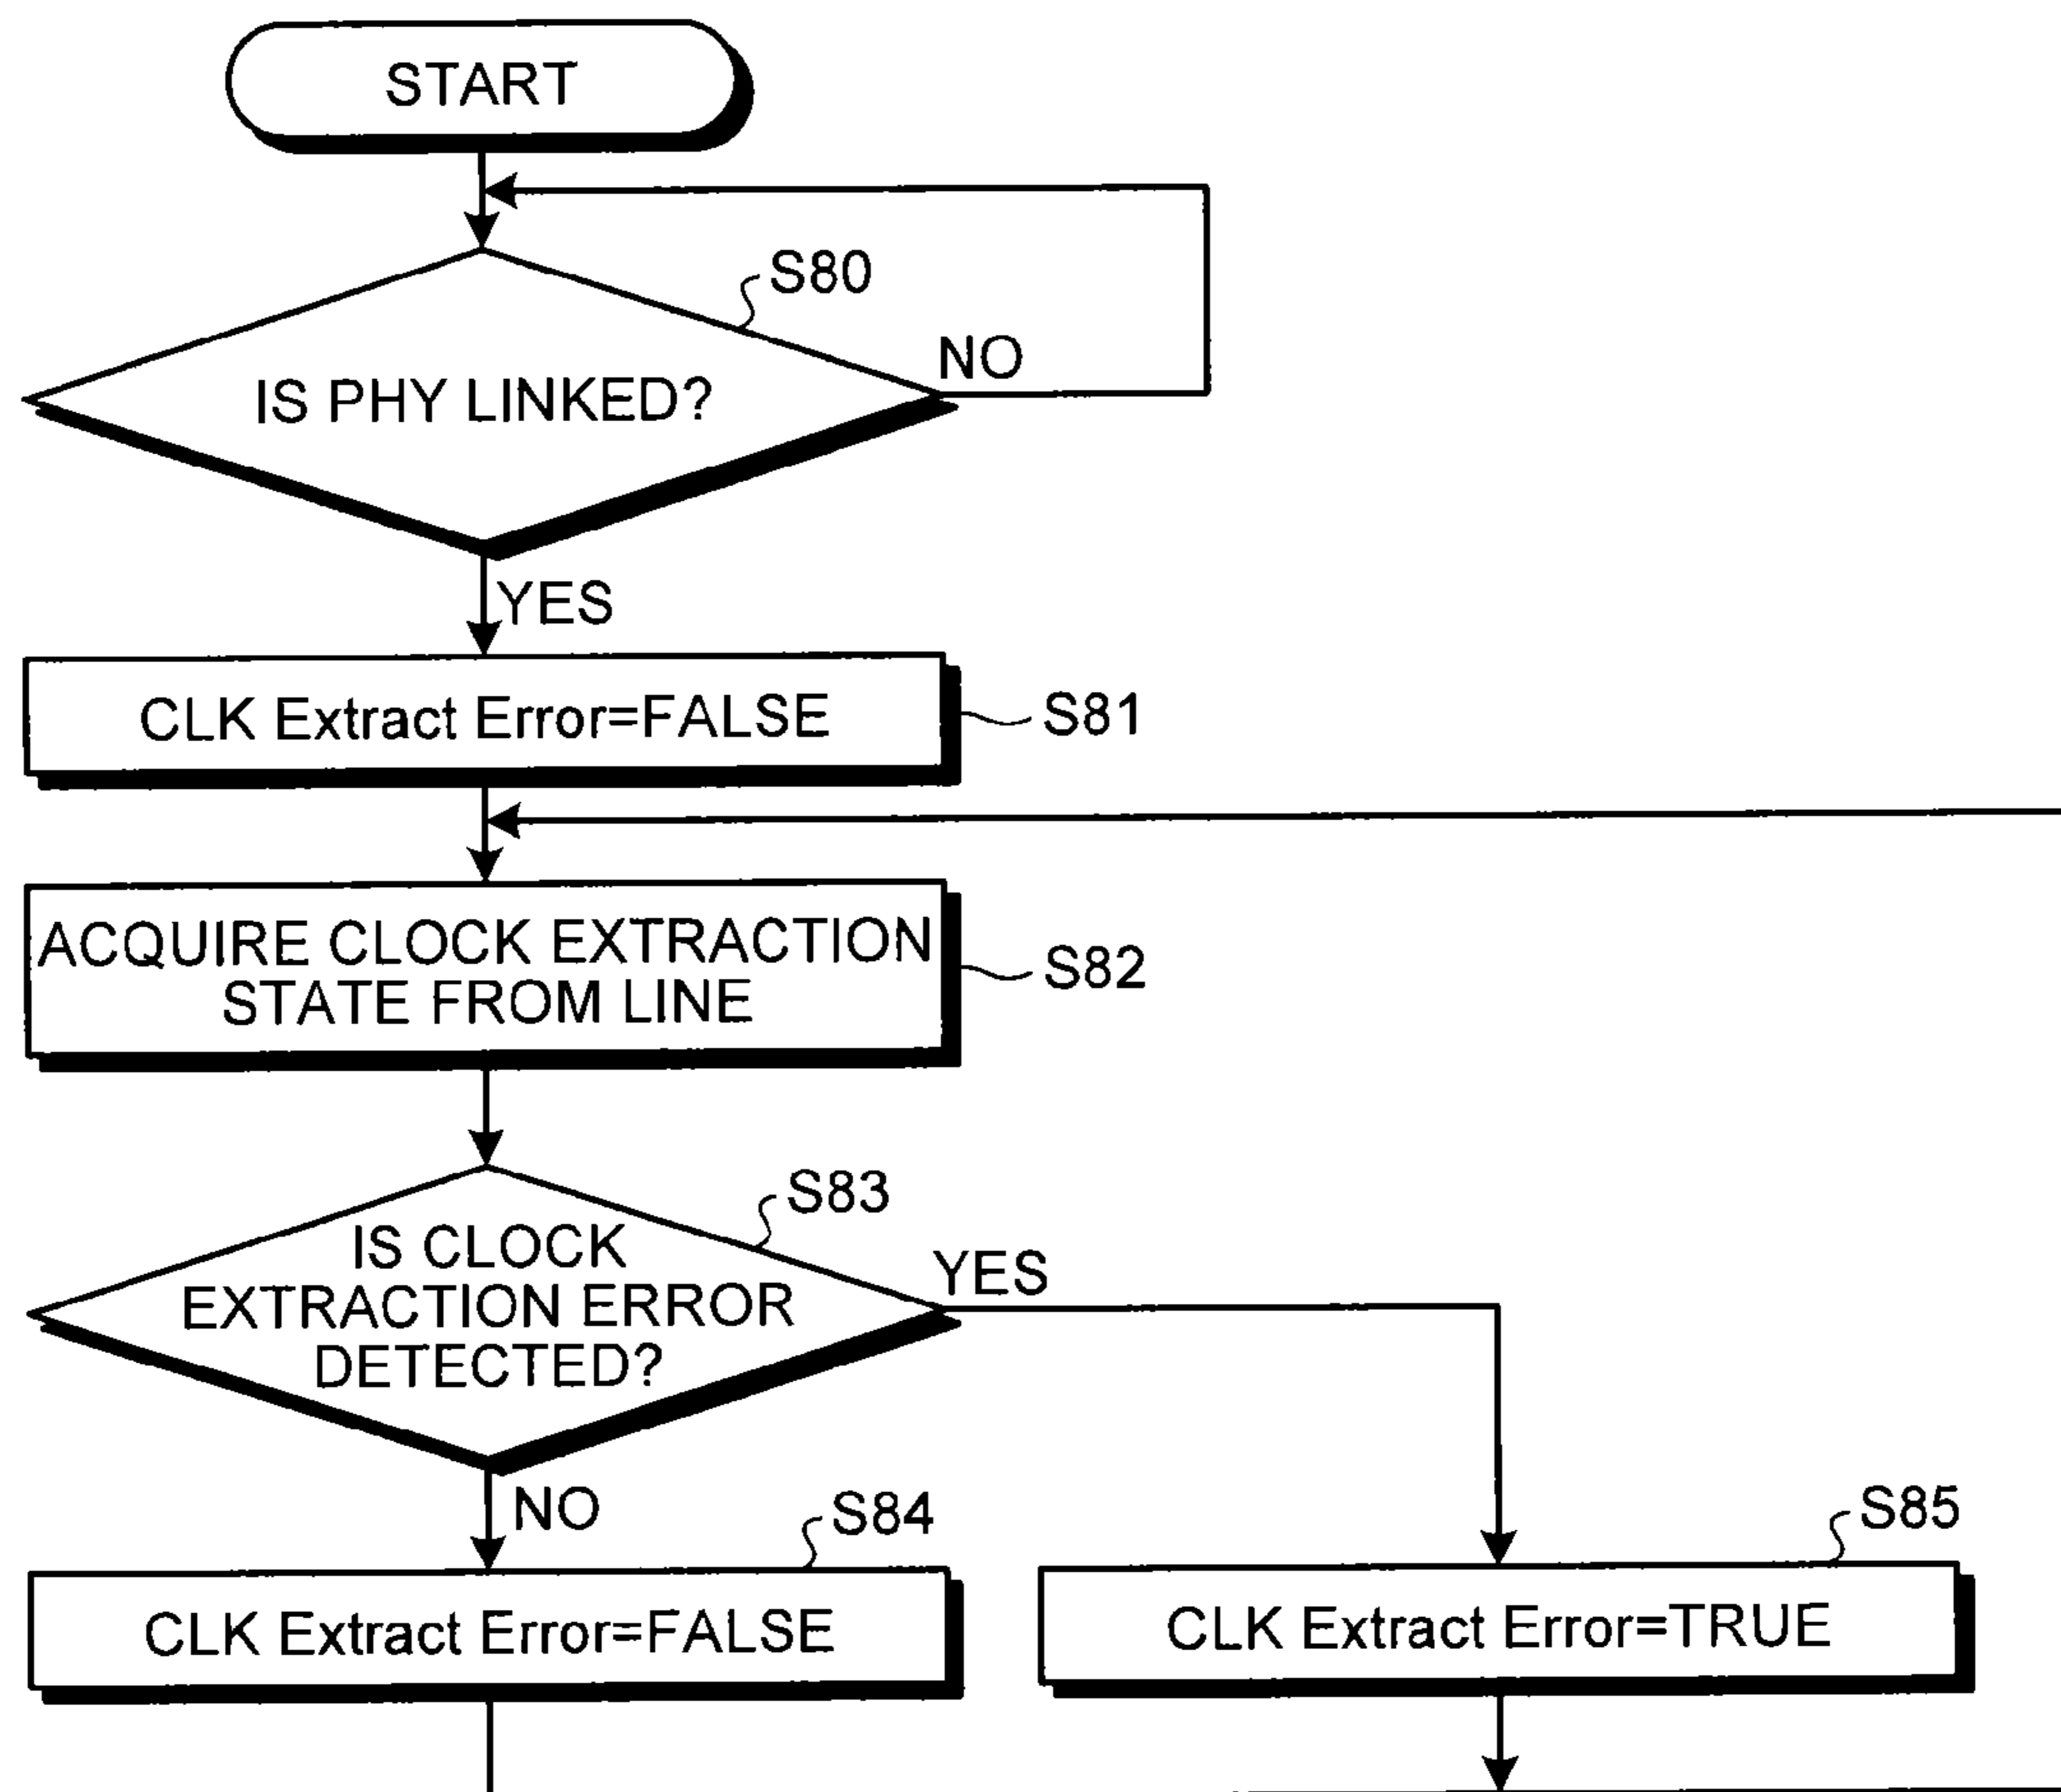 START
S80
NO
IS PHY LINKED?
YES
CLK Extract Error=FALSE
S81
ACQUIRE CLOCK EXTRACTION
STATE FROM LINE
S82
S83
IS CLOCK
EXTRACTION ERROR
DETECTED?
YES
NO
S84
CLK Extract Error=FALSE
S85
CLK Extract Error=TRUE